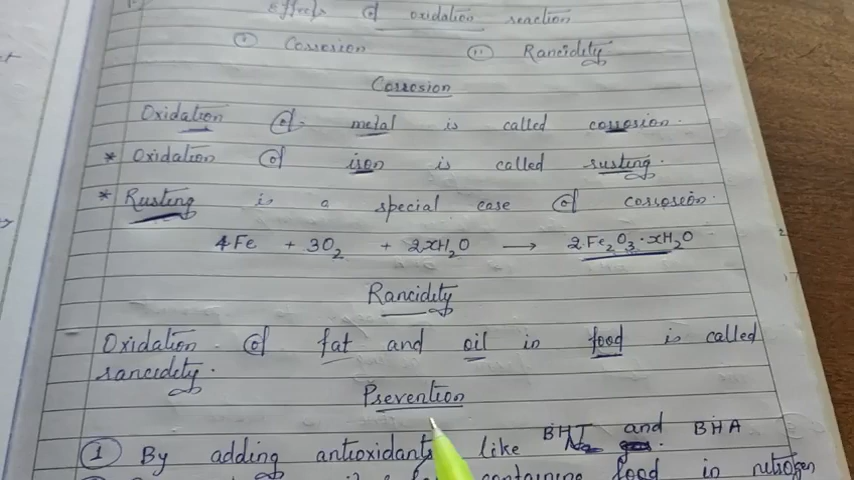 Effects of oxidation reaction
(i) Corrosion (ii) Rancidity
Corrosion
Oxidation of metal is called corrosion.
* Oxidation of iron is called rusting.
* Rusting is a special case of corrosion.
4Fe + 3O₂ + 2xH₂O → 2Fe₂O₃·xH₂O
Rancidity
Oxidation of fat and oil in food is called
rancidity.
Prevention
(1) By adding antioxidants like BHT and BHA
containing food in nitrogen